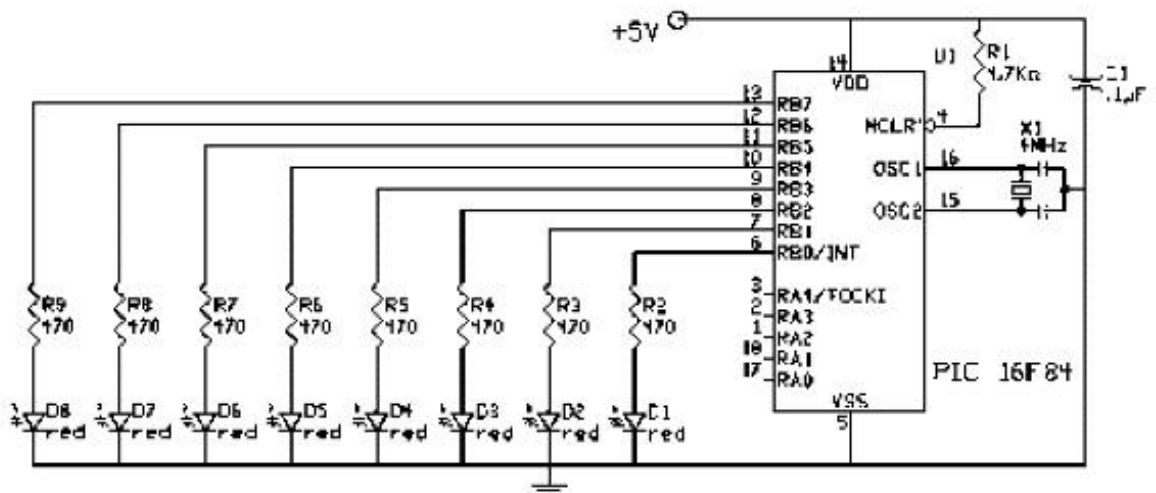 +5V
U1
R1
4.7KΩ
C1
.1µF
14
VDD
13
RB7
12
RB6
MCLR'
4
11
RB5
X1
4MHz
10
RB4
OSC1
16
9
RB3
8
RB2
OSC2
15
7
RB1
6
RB0/INT
R9
470
R8
470
R7
470
R6
470
R5
470
R4
470
R3
470
R2
470
3
RA4/TOCKI
2
RA3
1
RA2
18
RA1
17
RA0
PIC 16F84
VSS
5
D8
red
D7
red
D6
red
D5
red
D4
red
D3
red
D2
red
D1
red